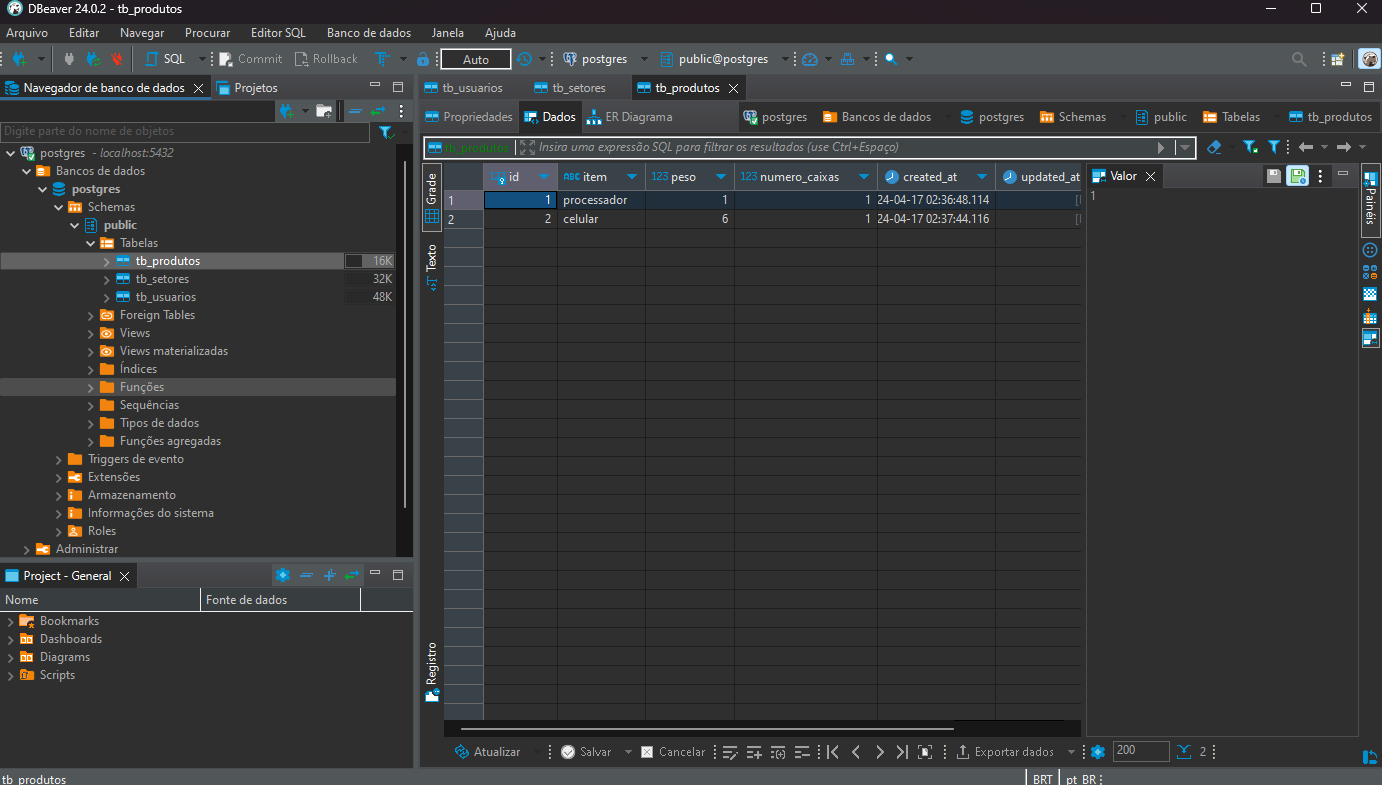 DBeaver 24.0.2 - tb_produtos
Arquivo Editar Navegar Procurar Editor SQL Banco de dados Janela Ajuda
SQL Commit Rollback Auto postgres public@postgres
Navegador de banco de dados Projetos
Digite parte do nome de objetos
postgres - localhost:5432
Bancos de dados
postgres
Schemas
public
Tabelas
tb_produtos 16K
tb_setores 32K
tb_usuarios 48K
Foreign Tables
Views
Views materializadas
Índices
Funções
Sequências
Tipos de dados
Funções agregadas
Triggers de evento
Extensões
Armazenamento
Informações do sistema
Roles
Administrar
Project - General
Nome Fonte de dados
Bookmarks
Dashboards
Diagrams
Scripts
tb_usuarios tb_setores tb_produtos
Propriedades Dados ER Diagrama postgres Bancos de dados postgres Schemas public Tabelas tb_produtos
tb_produtos Insira uma expressão SQL para filtrar os resultados (use Ctrl+Espaço)
Grade
Texto
Registro
123 id ABC item 123 peso 123 numero_caixas created_at updated_at
1 1 processador 1 1 24-04-17 02:36:48.114
2 2 celular 6 1 24-04-17 02:37:44.116
Valor
1
Painéis
Atualizar Salvar Cancelar Exportar dados 200 2
tb_produtos BRT pt_BR